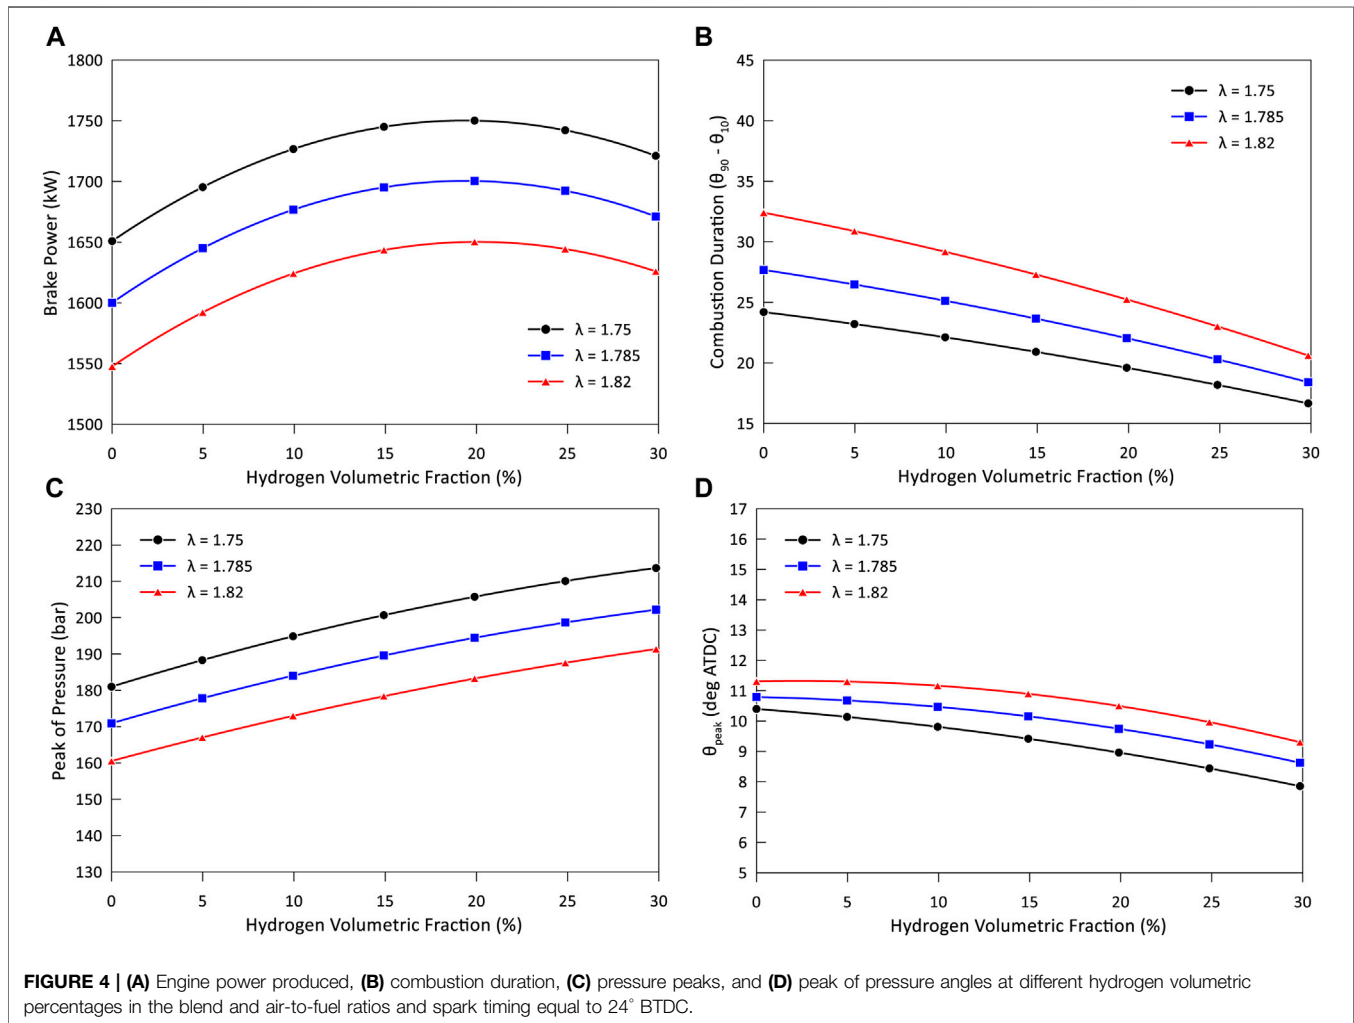 A
1800
1750
1700
1650
1600
1550
1500
Brake Power (kW)
λ = 1.75
λ = 1.785
λ = 1.82
0 5 10 15 20 25 30
Hydrogen Volumetric Fraction (%)
B
45
40
35
30
25
20
15
Combustion Duration (θ90 - θ10)
λ = 1.75
λ = 1.785
λ = 1.82
0 5 10 15 20 25 30
Hydrogen Volumetric Fraction (%)
C
230
220
210
200
190
180
170
160
150
140
130
Peak of Pressure (bar)
λ = 1.75
λ = 1.785
λ = 1.82
0 5 10 15 20 25 30
Hydrogen Volumetric Fraction (%)
D
17
16
15
14
13
12
11
10
9
8
7
6
5
θpeak (deg ATDC)
λ = 1.75
λ = 1.785
λ = 1.82
0 5 10 15 20 25 30
Hydrogen Volumetric Fraction (%)
FIGURE 4 | (A) Engine power produced, (B) combustion duration, (C) pressure peaks, and (D) peak of pressure angles at different hydrogen volumetric
percentages in the blend and air-to-fuel ratios and spark timing equal to 24° BTDC.